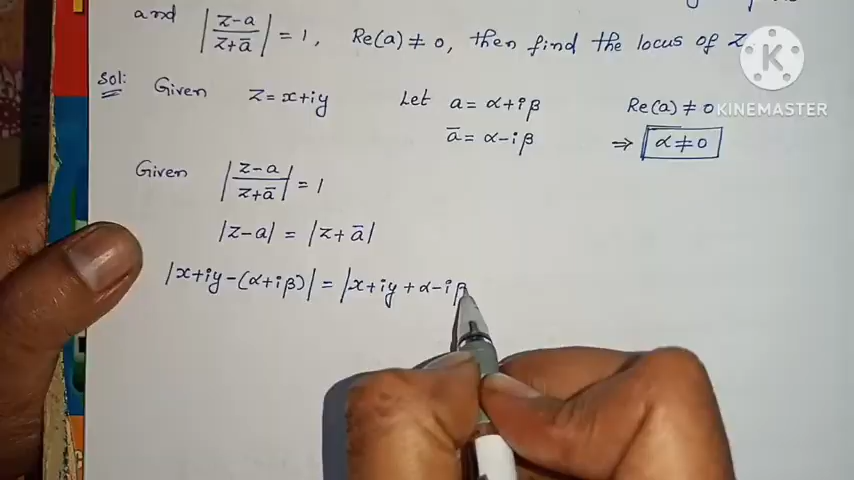 and |z-a / z+ā| = 1, Re(a) ≠ 0, then find the locus of z
Sol: Given z = x+iy Let a = α+iβ Re(a) ≠ 0
ā = α-iβ ⇒ α ≠ 0
Given |z-a / z+ā| = 1
|z-a| = |z+ā|
|x+iy-(α+iβ)| = |x+iy+α-iβ
K
KINEMASTER